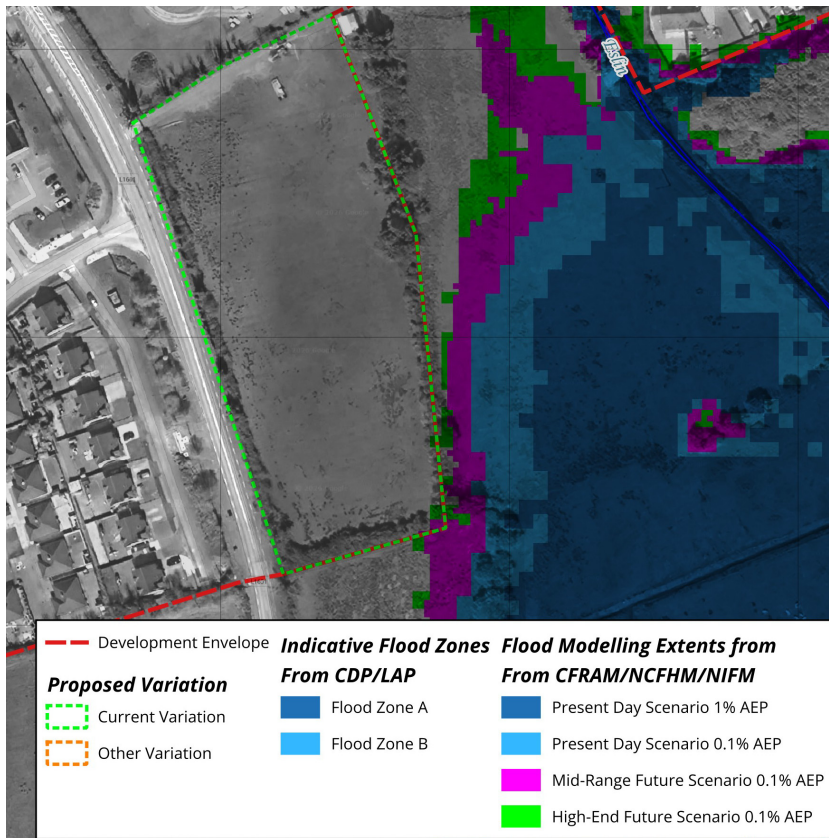 Esfin
Development Envelope
Proposed Variation
Current Variation
Other Variation
Indicative Flood Zones
From CDP/LAP
Flood Zone A
Flood Zone B
Flood Modelling Extents from
From CFRAM/NCFHM/NIFM
Present Day Scenario 1% AEP
Present Day Scenario 0.1% AEP
Mid-Range Future Scenario 0.1% AEP
High-End Future Scenario 0.1% AEP